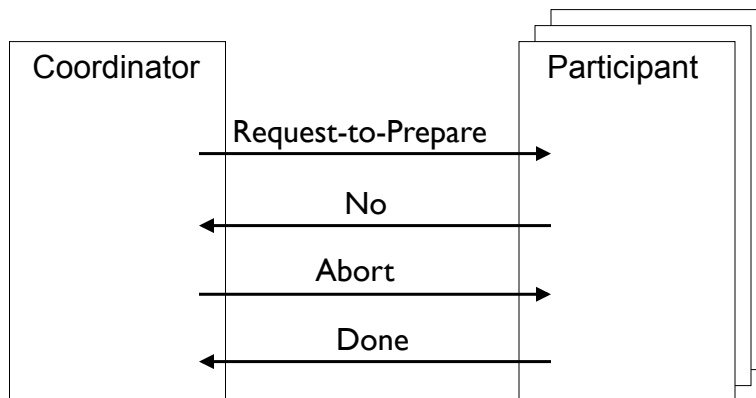 Coordinator
Participant
Request-to-Prepare
No
Abort
Done